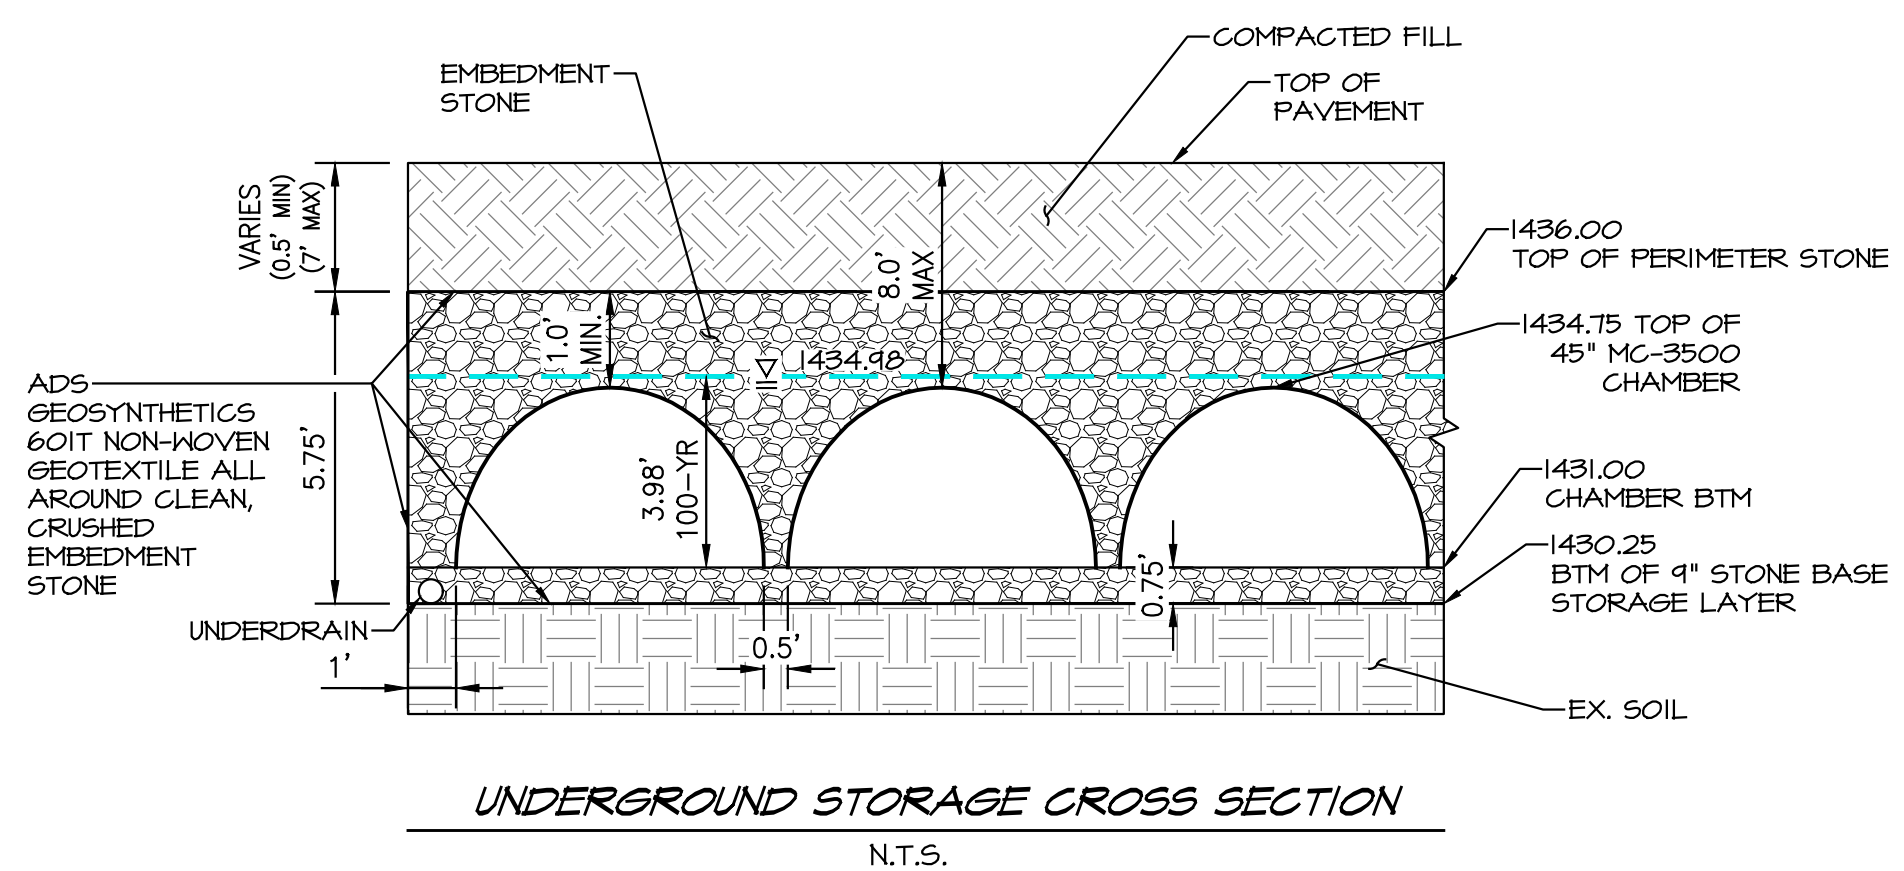 COMPACTED FILL
EMBEDMENT
STONE
TOP OF
PAVEMENT
VARIES
(0.5' MIN)
(7' MAX)
8.0'
MAX
1436.00
TOP OF PERIMETER STONE
1.0'
MIN.
1434.98
1434.75 TOP OF
45" MC-3500
CHAMBER
ADS
GEOSYNTHETICS
601T NON-WOVEN
GEOTEXTILE ALL
AROUND CLEAN,
CRUSHED
EMBEDMENT
STONE
5.75'
3.98'
100-YR
1431.00
CHAMBER BTM
1430.25
BTM OF 9" STONE BASE
STORAGE LAYER
0.75'
UNDERDRAIN
1'
0.5'
EX. SOIL
UNDERGROUND STORAGE CROSS SECTION
N.T.S.